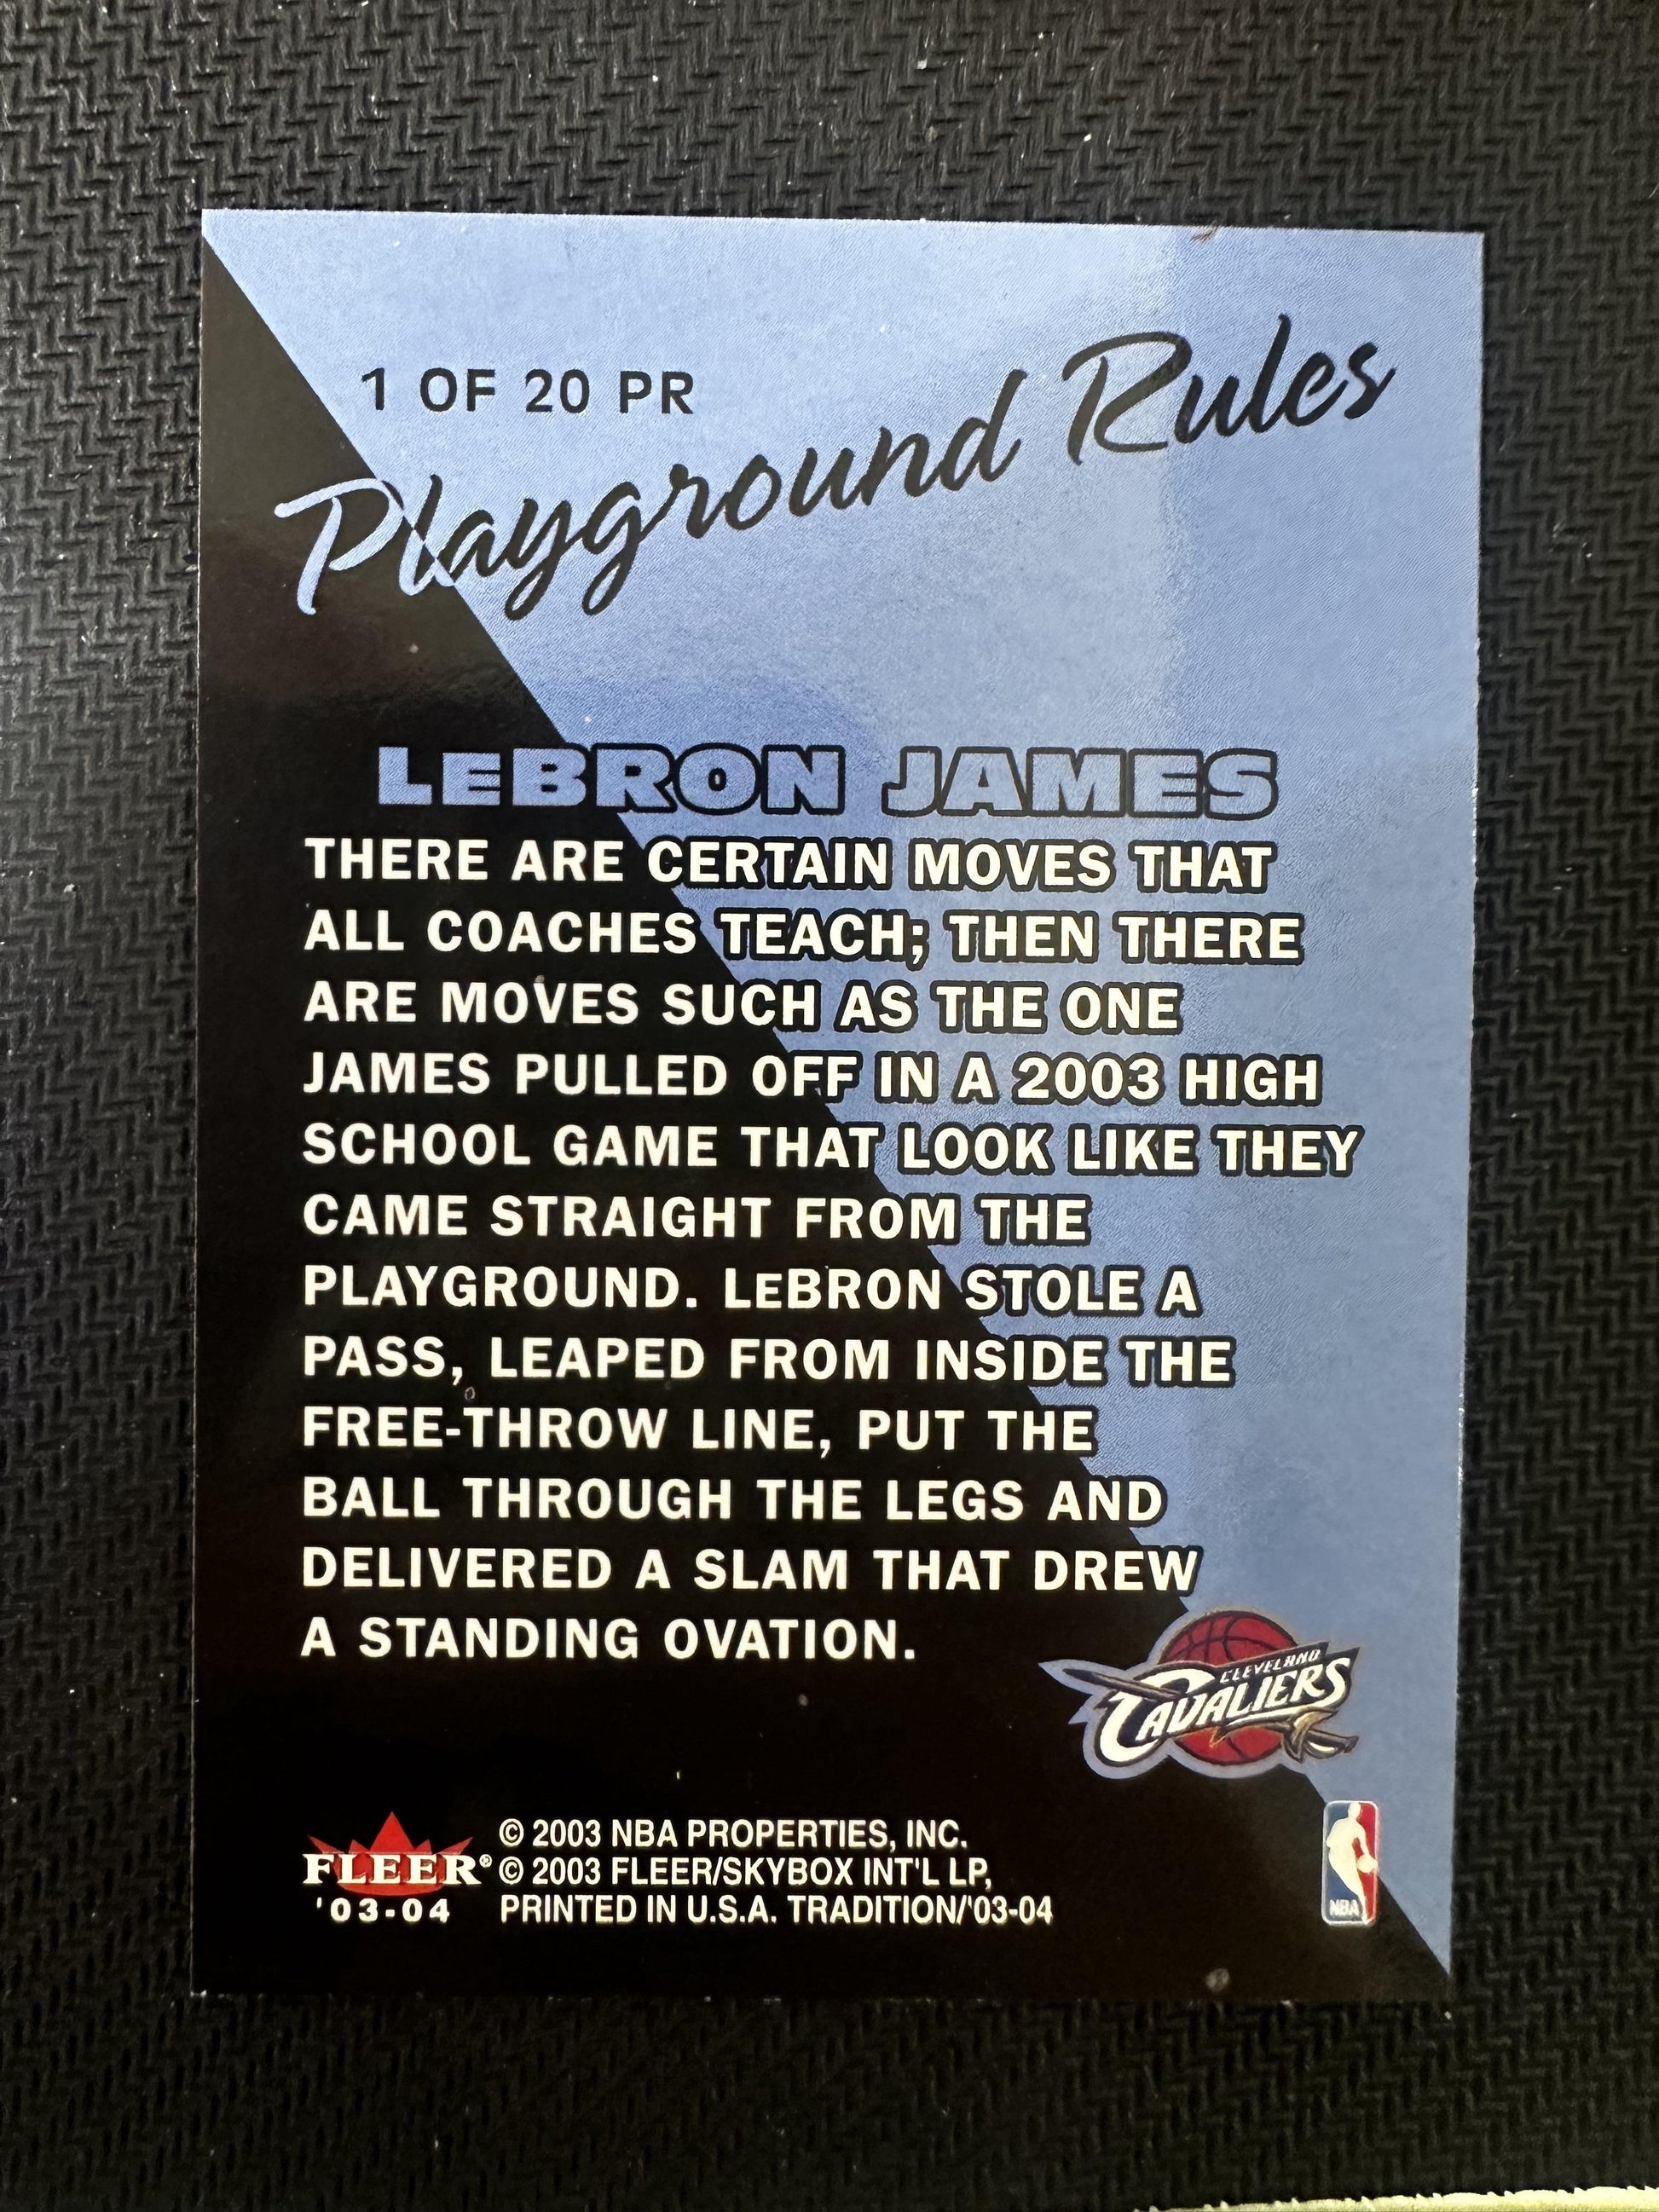 1 OF 20 PR
Playground Rules
LeBRON JAMES
THERE ARE CERTAIN MOVES THAT
ALL COACHES TEACH; THEN THERE
ARE MOVES SUCH AS THE ONE
JAMES PULLED OFF IN A 2003 HIGH
SCHOOL GAME THAT LOOK LIKE THEY
CAME STRAIGHT FROM THE
PLAYGROUND. LeBRON STOLE A
PASS, LEAPED FROM INSIDE THE
FREE-THROW LINE, PUT THE
BALL THROUGH THE LEGS AND
DELIVERED A SLAM THAT DREW
A STANDING OVATION.
CLEVELAND
CAVALIERS
FLEER®
'03-04
© 2003 NBA PROPERTIES, INC.
© 2003 FLEER/SKYBOX INT'L LP,
PRINTED IN U.S.A. TRADITION/'03-04
NBA